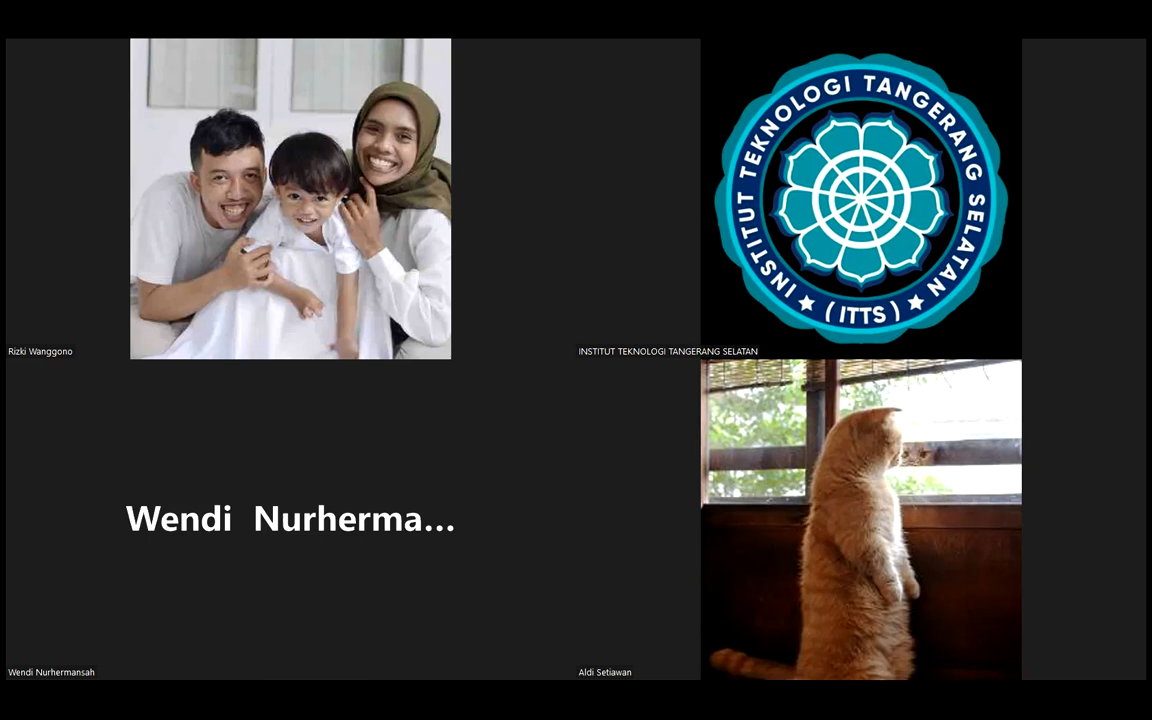 INSTITUT TEKNOLOGI TANGERANG SELATAN
( ITTS )
Rizki Wanggono
INSTITUT TEKNOLOGI TANGERANG SELATAN
Wendi Nurherma...
Wendi Nurhermansah
Aldi Setiawan